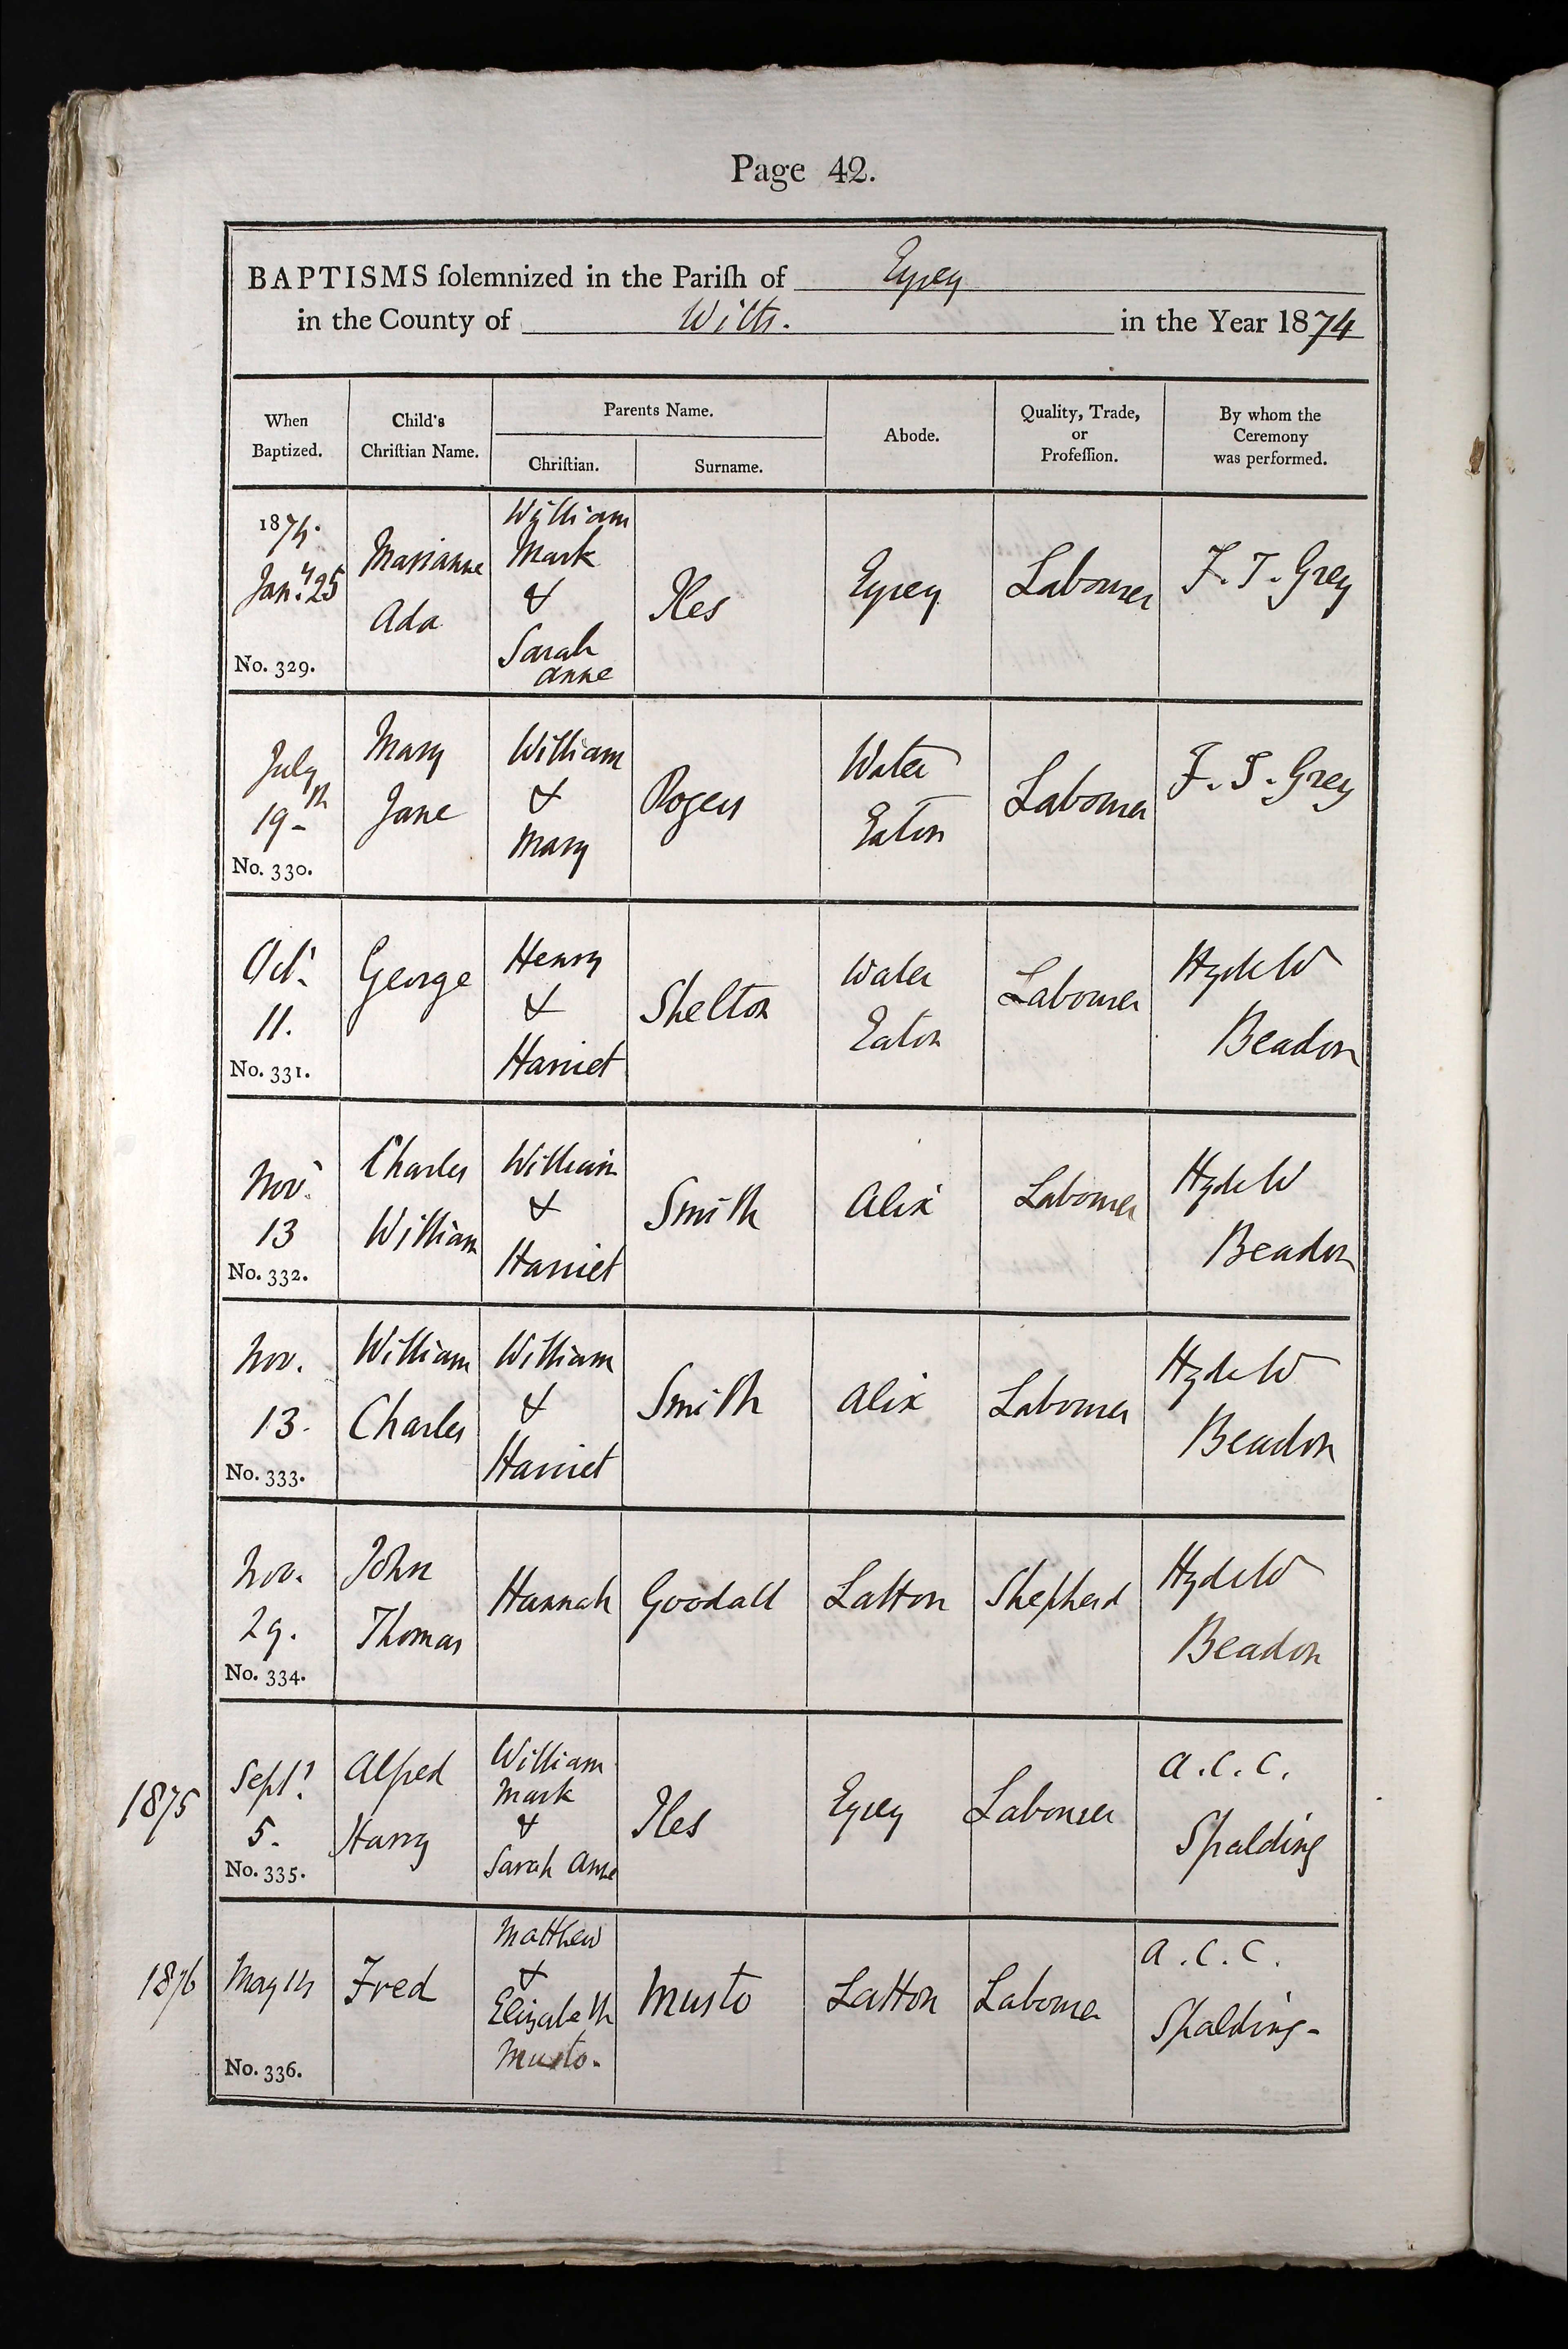 Page 42.
BAPTISMS ſolemnized in the Pariſh of Eysey
in the County of Wilts. in the Year 1874
When Baptized. Child's Chriſtian Name. Parents Name. Chriſtian. Surname. Abode. Quality, Trade, or Profeſſion. By whom the Ceremony was performed.
1874. Jan.y 25 No. 329. Marianne Ada William Mark & Sarah Anne Iles Eysey Labourer F. T. Grey
July 19th No. 330. Mary Jane William & Mary Rogers Water Eaton Labourer F. T. Grey
Oct. 11. No. 331. George Henry & Harriet Shelton Water Eaton Labourer Hyde W Beadon
Nov. 13 No. 332. Charles William William & Harriet Smith Alix Labourer Hyde W Beadon
Nov. 13. No. 333. William Charles William & Harriet Smith Alix Labourer Hyde W Beadon
Nov. 29. No. 334. John Thomas Hannah Goodall Latton Shepherd Hyde W Beadon
1875 Sept. 5. No. 335. Alfred Harry William Mark & Sarah Anne Iles Eysey Labourer A.C.C. Spalding
1876 May 14 No. 336. Fred Matthew & Elizabeth Musto. Musto Latton Labourer A.C.C. Spalding-